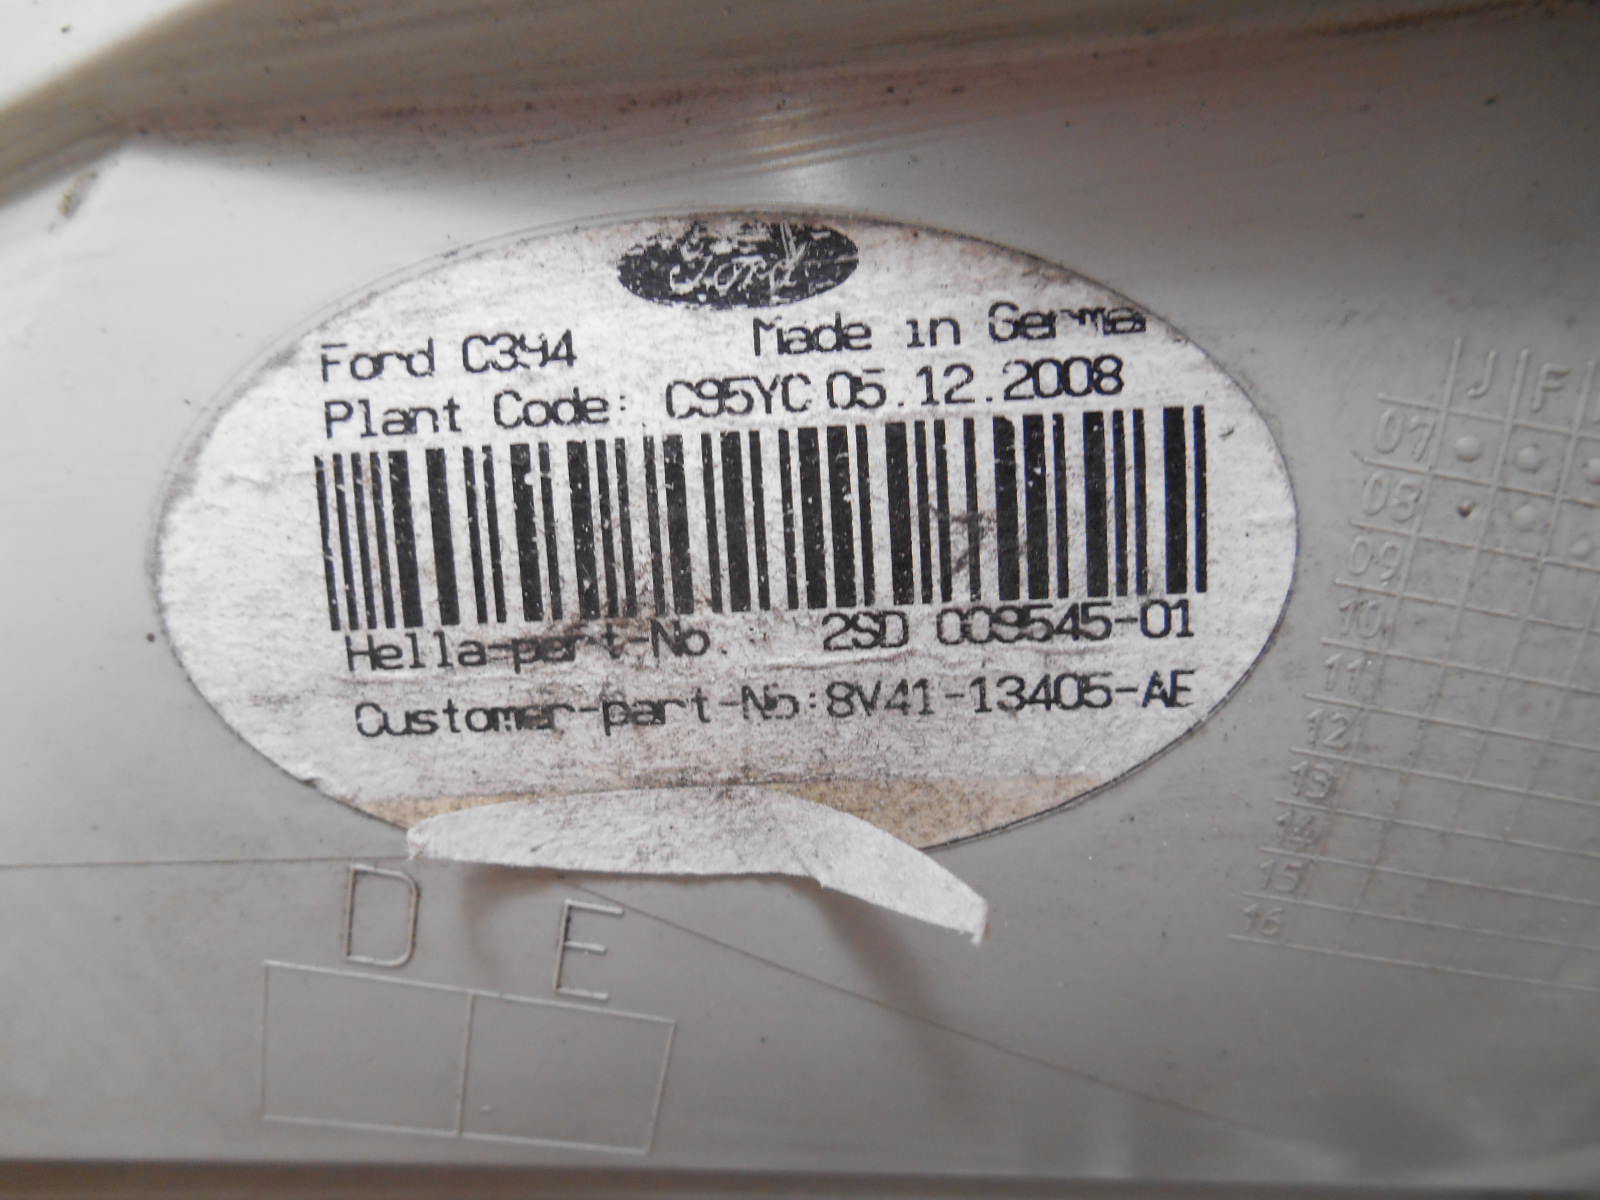 Ford
Ford C394
Made in Germa
Plant Code: C95YC 05.12.2008
Hella-part-No. 2SD 009545-01
Customer-part-No:8V41-13405-AE
J F
07
08
09
10
11
12
13
14
15
16
D
E